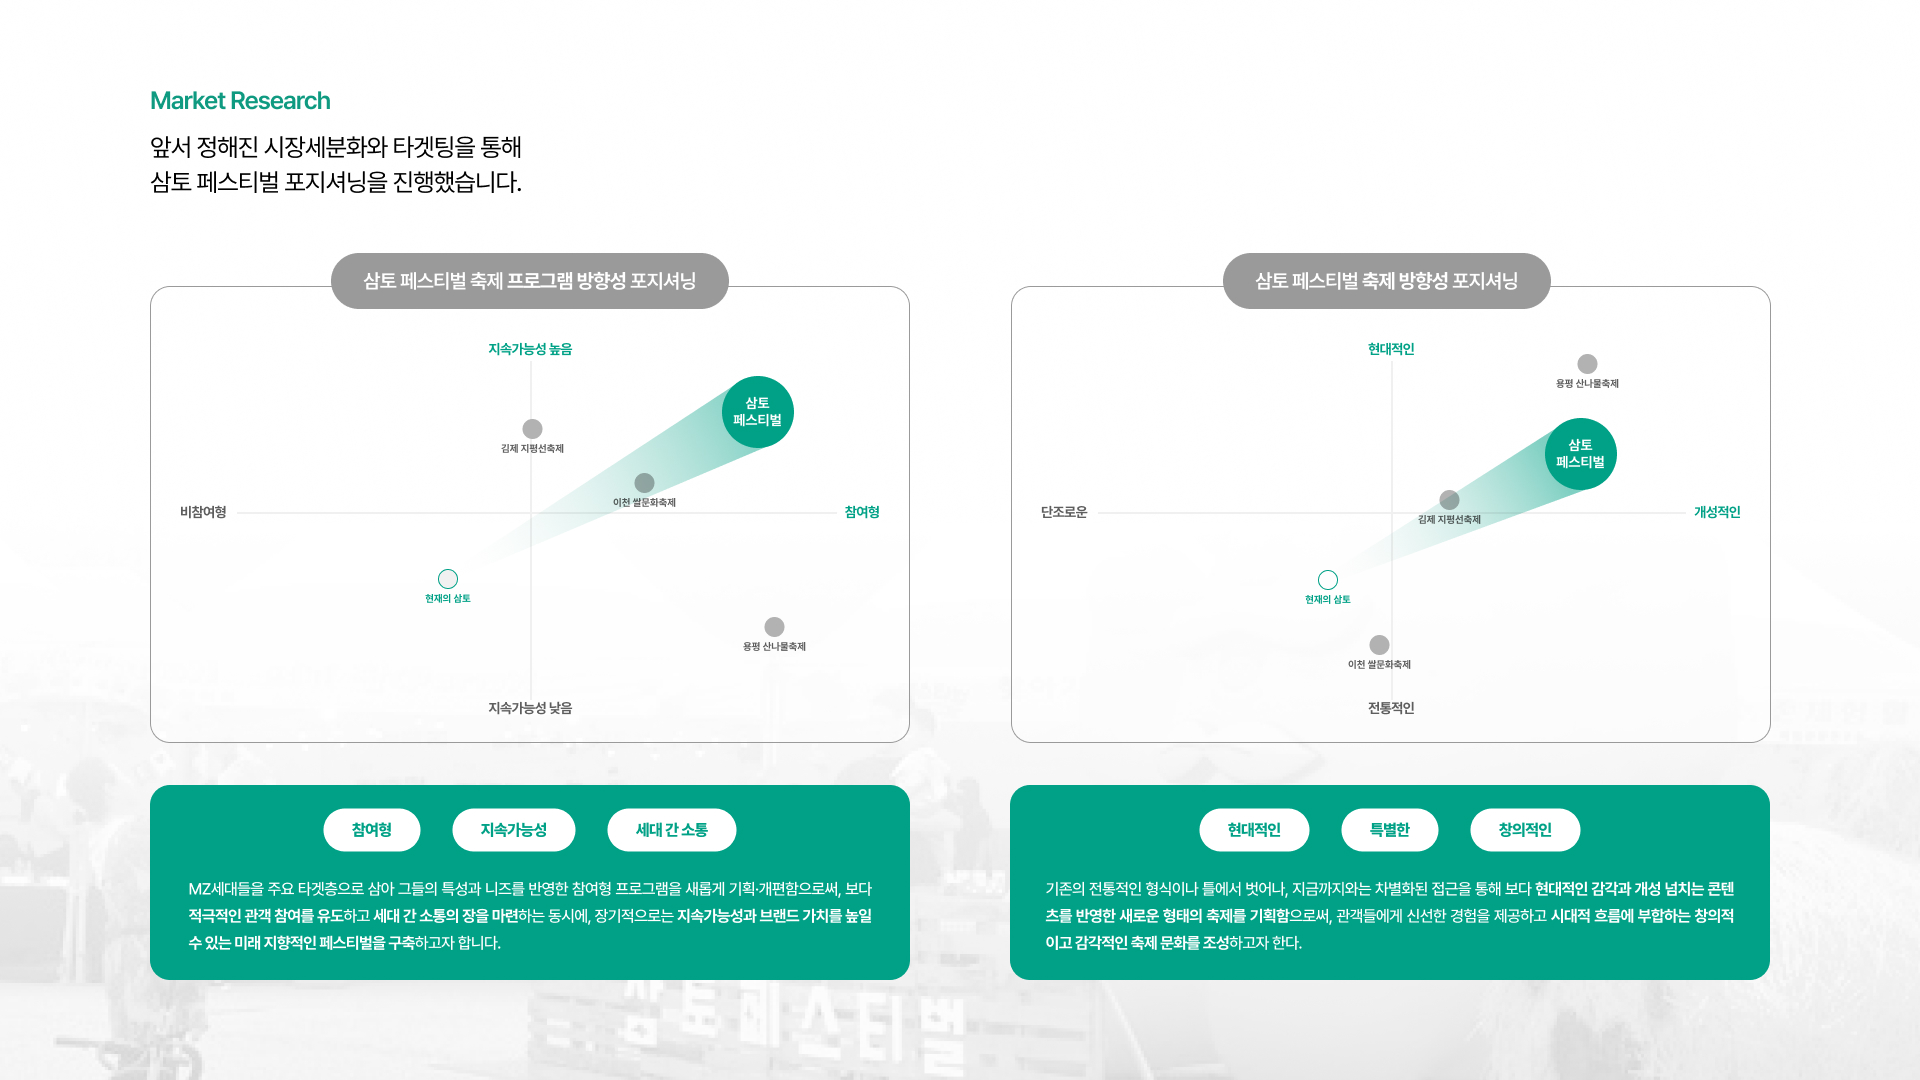 Market Research
앞서 정해진 시장세분화와 타겟팅을 통해
삼토 페스티벌 포지셔닝을 진행했습니다.
삼토 페스티벌 축제 프로그램 방향성 포지셔닝
지속가능성 높음
삼토
페스티벌
김제 지평선축제
이천 쌀문화축제
비참여형
참여형
현재의 삼토
용평 산나물축제
지속가능성 낮음
삼토 페스티벌 축제 방향성 포지셔닝
현대적인
용평 산나물축제
삼토
페스티벌
김제 지평선축제
단조로운
개성적인
현재의 삼토
이천 쌀문화축제
전통적인
참여형
지속가능성
세대 간 소통
MZ세대들을 주요 타겟층으로 삼아 그들의 특성과 니즈를 반영한 참여형 프로그램을 새롭게 기획·개편함으로써, 보다
적극적인 관객 참여를 유도하고 세대 간 소통의 장을 마련하는 동시에, 장기적으로는 지속가능성과 브랜드 가치를 높일
수 있는 미래 지향적인 페스티벌을 구축하고자 합니다.
현대적인
특별한
창의적인
기존의 전통적인 형식이나 틀에서 벗어나, 지금까지와는 차별화된 접근을 통해 보다 현대적인 감각과 개성 넘치는 콘텐
츠를 반영한 새로운 형태의 축제를 기획함으로써, 관객들에게 신선한 경험을 제공하고 시대적 흐름에 부합하는 창의적
이고 감각적인 축제 문화를 조성하고자 한다.
삼토페스티벌